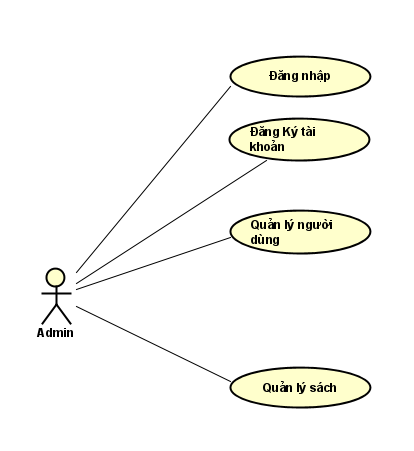 Đăng nhập
Đăng Ký tài
khoản
Quản lý người
dùng
Admin
Quản lý sách